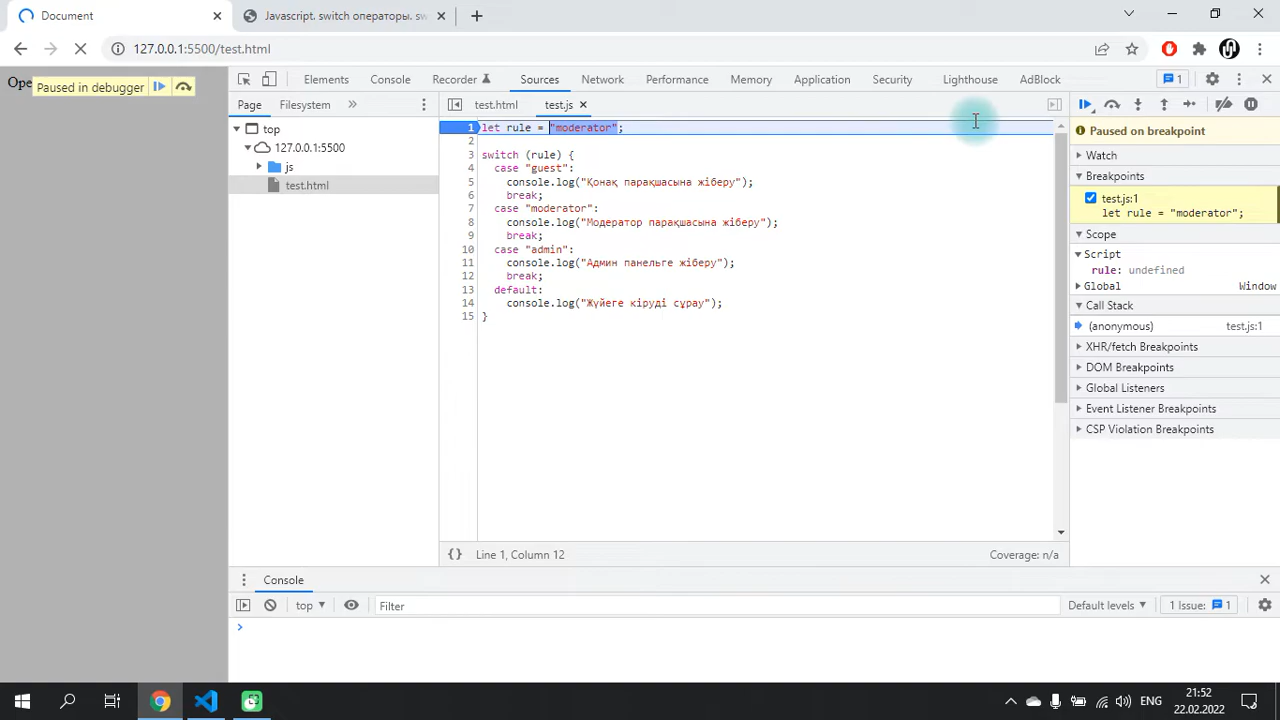 Document
Javascript. switch операторы. sw
127.0.0.1:5500/test.html
Ope
Paused in debugger
Elements Console Recorder Sources Network Performance Memory Application Security Lighthouse AdBlock 1
Page Filesystem
test.html test.js
top
127.0.0.1:5500
js
test.html
1 let rule = "moderator";
2
3 switch (rule) {
4 case "guest":
5 console.log("Қонақ парақшасына жіберу");
6 break;
7 case "moderator":
8 console.log("Модератор парақшасына жіберу");
9 break;
10 case "admin":
11 console.log("Админ панельге жіберу");
12 break;
13 default:
14 console.log("Жүйеге кіруді сұрау");
15 }
Line 1, Column 12
Coverage: n/a
Paused on breakpoint
Watch
Breakpoints
test.js:1
let rule = "moderator";
Scope
Script
rule: undefined
Global Window
Call Stack
(anonymous) test.js:1
XHR/fetch Breakpoints
DOM Breakpoints
Global Listeners
Event Listener Breakpoints
CSP Violation Breakpoints
Console
top Filter Default levels 1 Issue: 1
ENG
21:52
22.02.2022